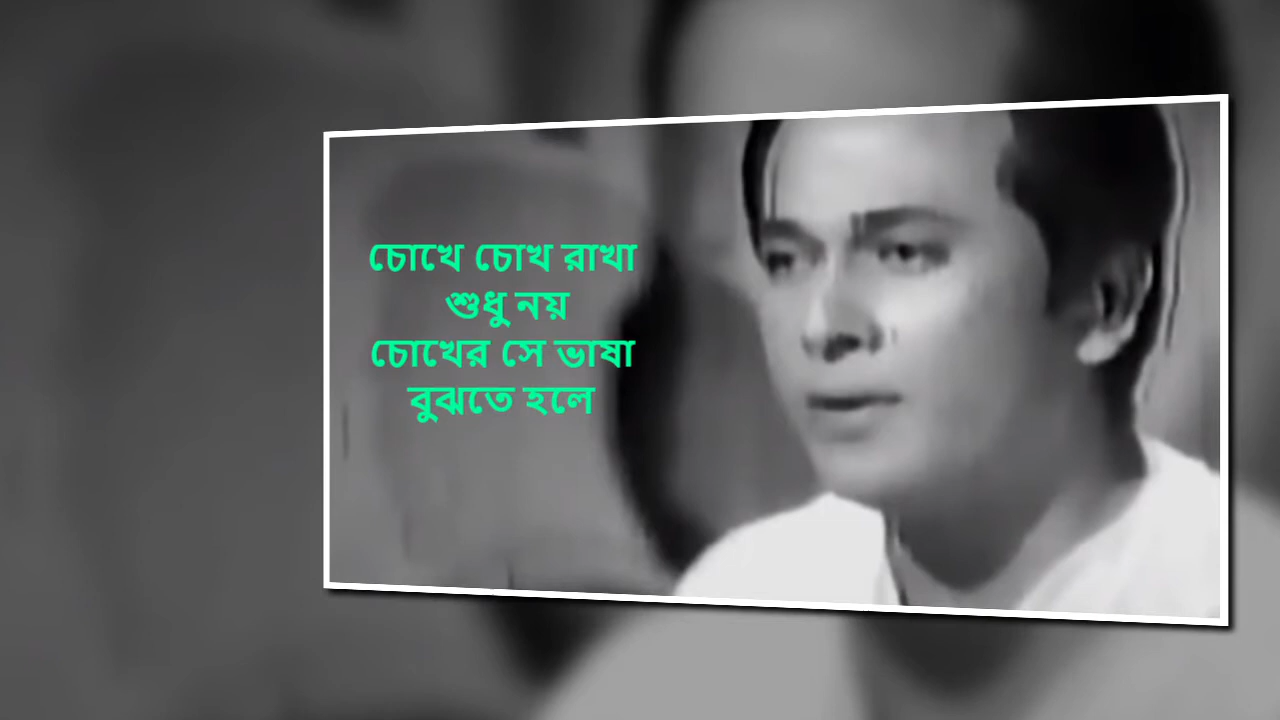 চোখে চোখ রাখা
শুধু নয়
চোখের সে ভাষা
বুঝতে হলে